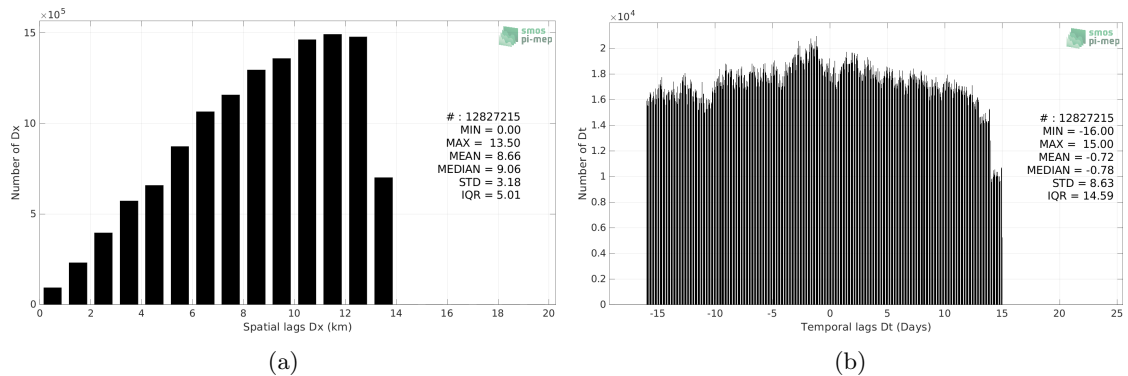 ×10⁵
15
10
5
0
Number of Dx
smos
pi-mep
# : 12827215
MIN = 0.00
MAX = 13.50
MEAN = 8.66
MEDIAN = 9.06
STD = 3.18
IQR = 5.01
0 2 4 6 8 10 12 14 16 18 20
Spatial lags Dx (km)
(a)
×10⁴
2
1.8
1.6
1.4
1.2
1
0.8
0.6
0.4
0.2
0
Number of Dt
smos
pi-mep
# : 12827215
MIN = -16.00
MAX = 15.00
MEAN = -0.72
MEDIAN = -0.78
STD = 8.63
IQR = 14.59
-15 -10 -5 0 5 10 15 20 25
Temporal lags Dt (Days)
(b)